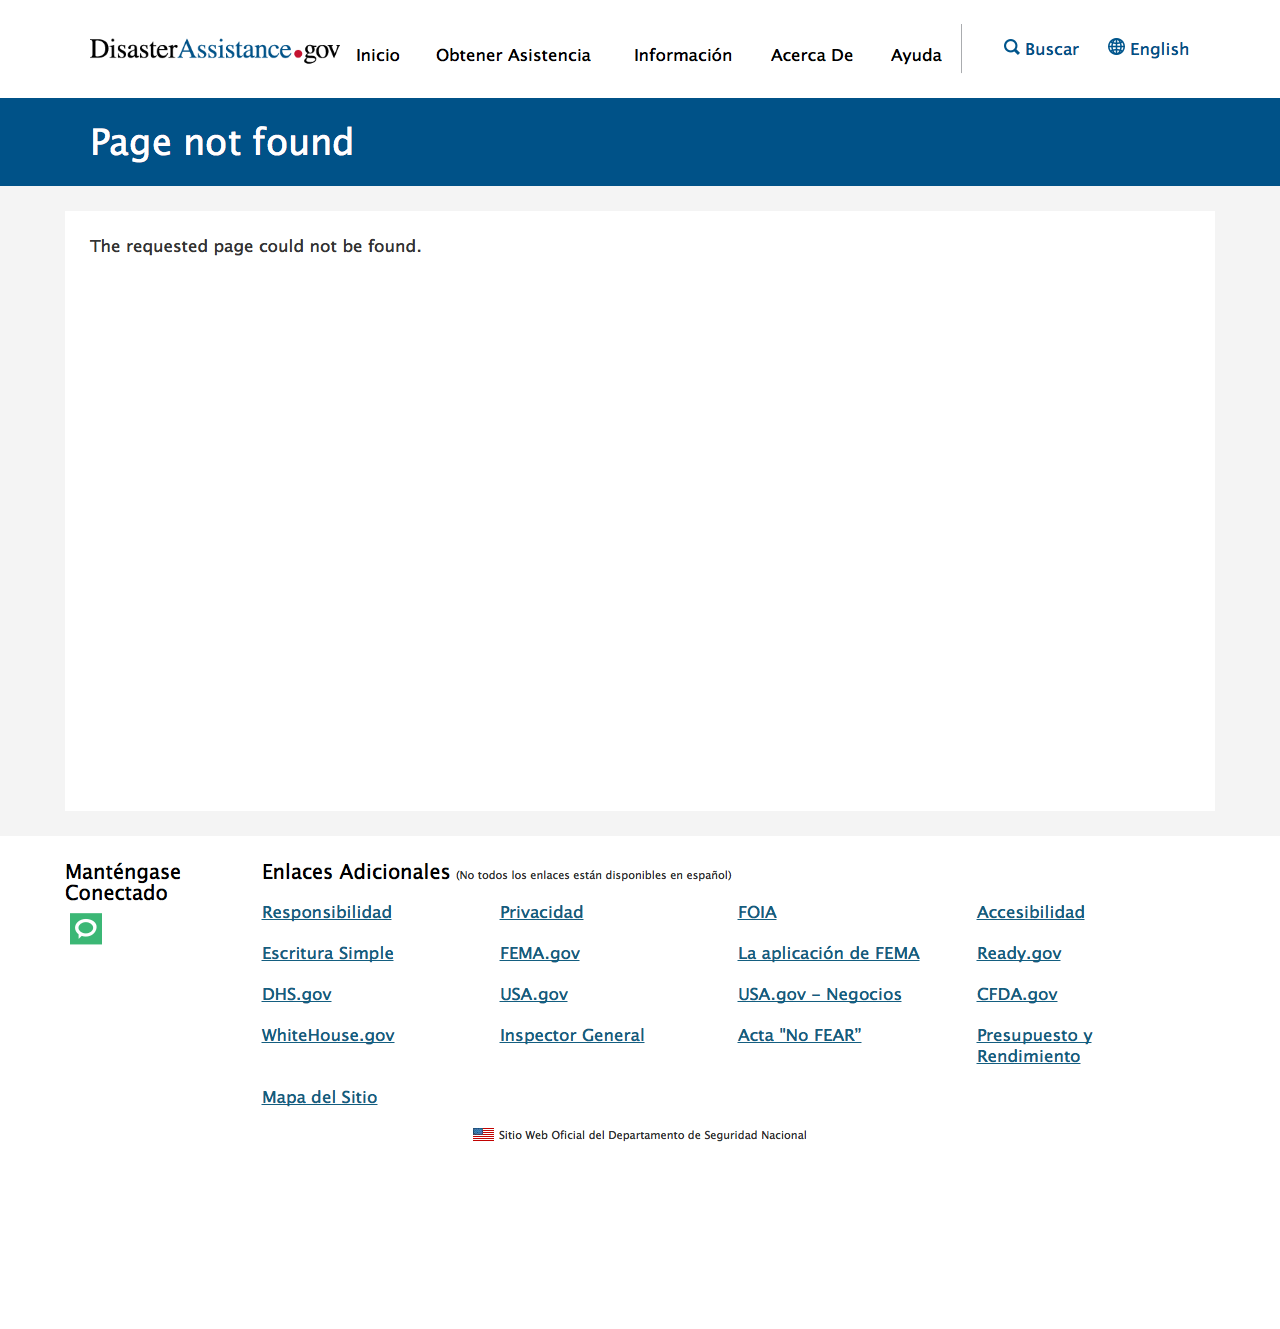 DisasterAssistance.gov Inicio Obtener Asistencia Información Acerca De Ayuda Buscar English
Page not found
The requested page could not be found.
Manténgase
Conectado
Enlaces Adicionales (No todos los enlaces están disponibles en español)
Responsibilidad Privacidad FOIA Accesibilidad
Escritura Simple FEMA.gov La aplicación de FEMA Ready.gov
DHS.gov USA.gov USA.gov – Negocios CFDA.gov
WhiteHouse.gov Inspector General Acta "No FEAR” Presupuesto y
Rendimiento
Mapa del Sitio
Sitio Web Oficial del Departamento de Seguridad Nacional